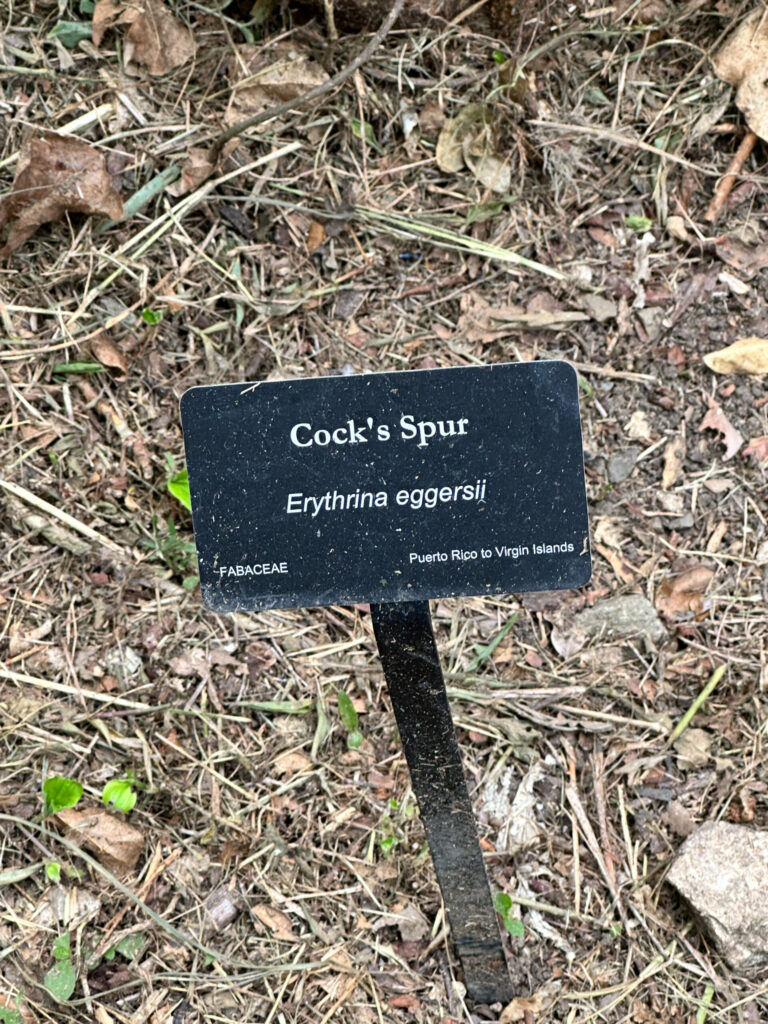 Cock's Spur
Erythrina eggersii
FABACEAE
Puerto Rico to Virgin Islands